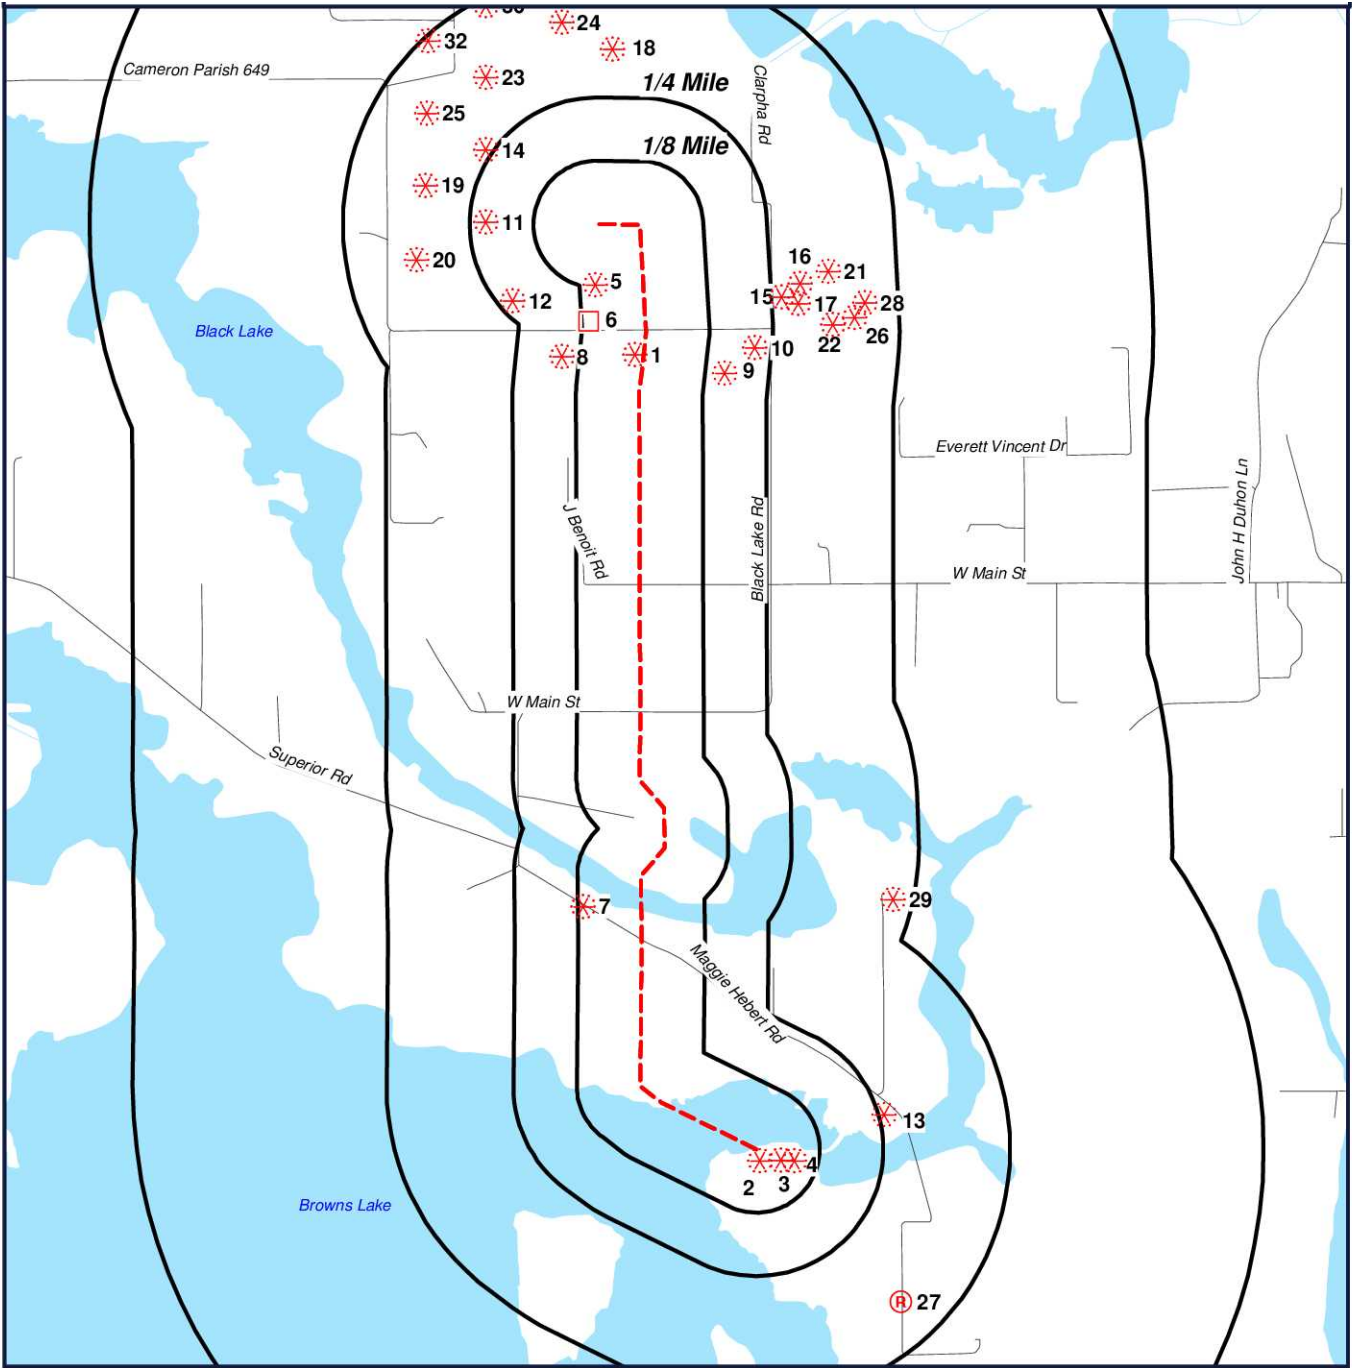 24
32
18
Cameron Parish 649
23
1/4 Mile
Clarpha Rd
25
14
1/8 Mile
19
11
20
16
21
5
15
17
28
12
6
Black Lake
22
26
8
1
10
9
Everett Vincent Dr
John H Duhon Ln
J Benoit Rd
Black Lake Rd
W Main St
W Main St
Superior Rd
29
7
Maggie Hebert Rd
13
4
2
3
Browns Lake
R
27